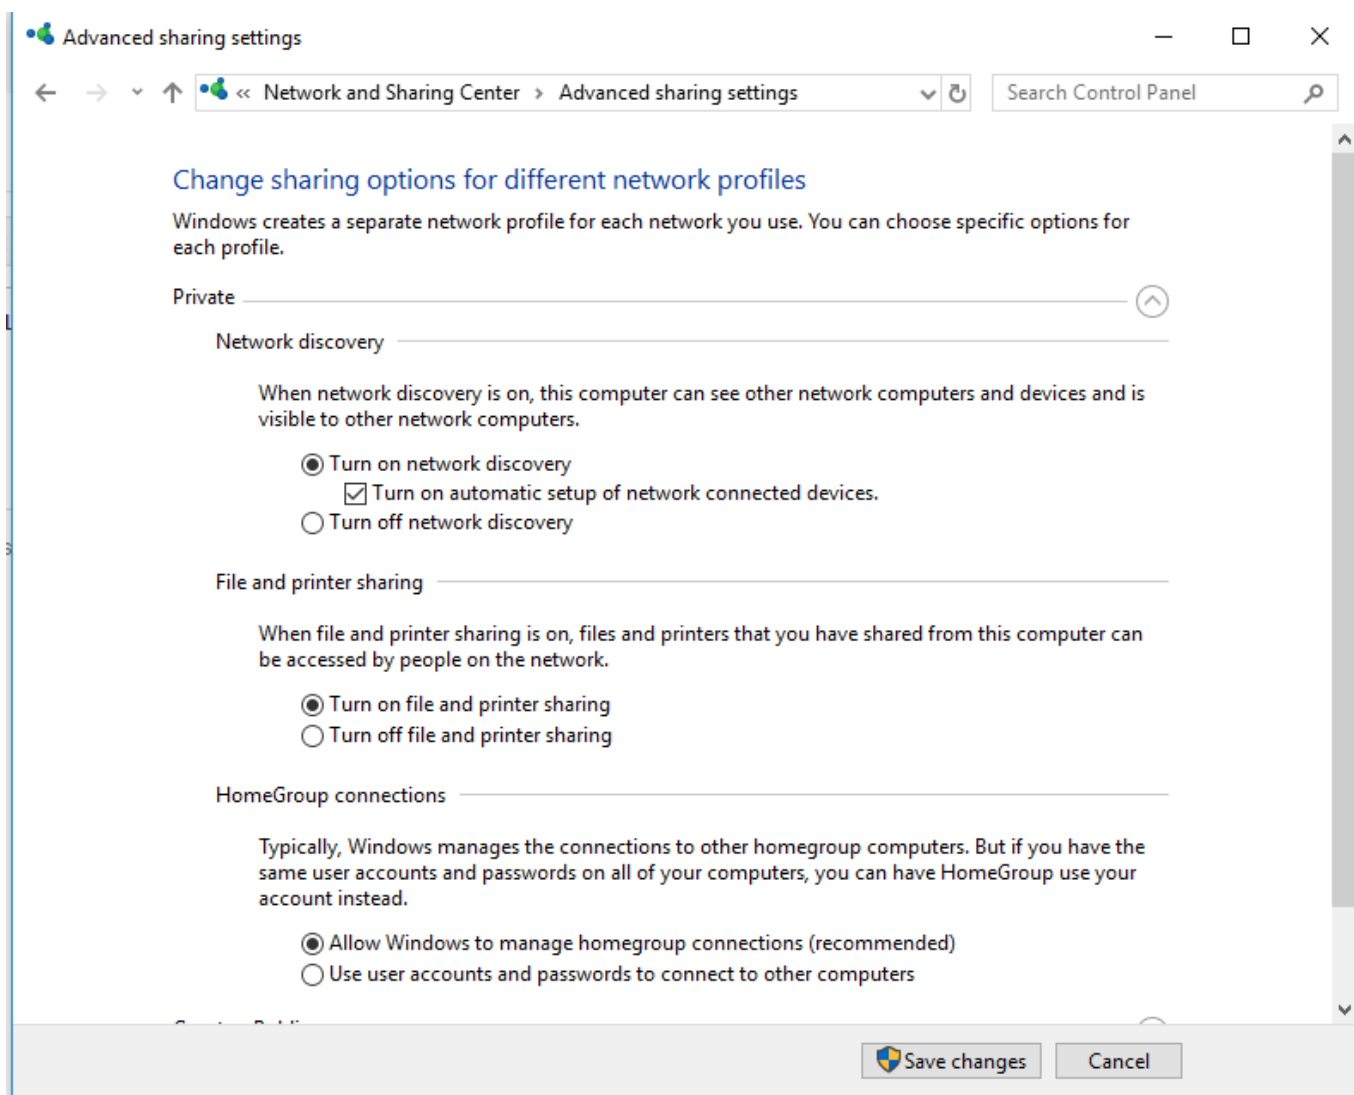 Advanced sharing settings
« Network and Sharing Center › Advanced sharing settings
Search Control Panel
Change sharing options for different network profiles
Windows creates a separate network profile for each network you use. You can choose specific options for
each profile.
Private
Network discovery
When network discovery is on, this computer can see other network computers and devices and is
visible to other network computers.
Turn on network discovery
Turn on automatic setup of network connected devices.
Turn off network discovery
File and printer sharing
When file and printer sharing is on, files and printers that you have shared from this computer can
be accessed by people on the network.
Turn on file and printer sharing
Turn off file and printer sharing
HomeGroup connections
Typically, Windows manages the connections to other homegroup computers. But if you have the
same user accounts and passwords on all of your computers, you can have HomeGroup use your
account instead.
Allow Windows to manage homegroup connections (recommended)
Use user accounts and passwords to connect to other computers
Save changes
Cancel